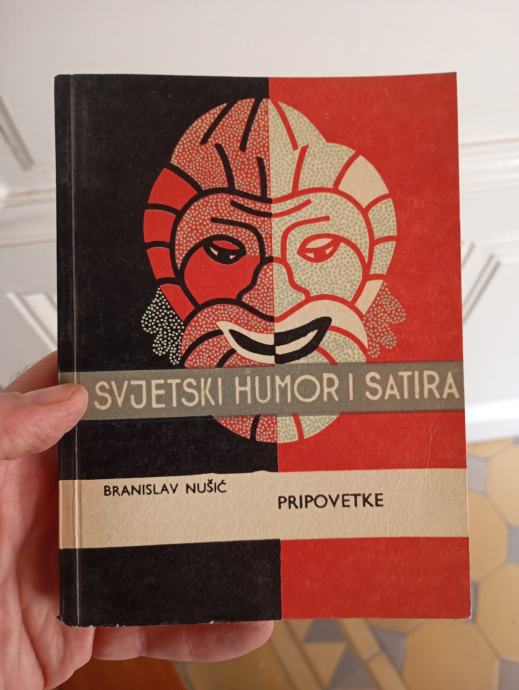 SVJETSKI HUMOR I SATIRA
BRANISLAV NUŠIĆ
PRIPOVETKE